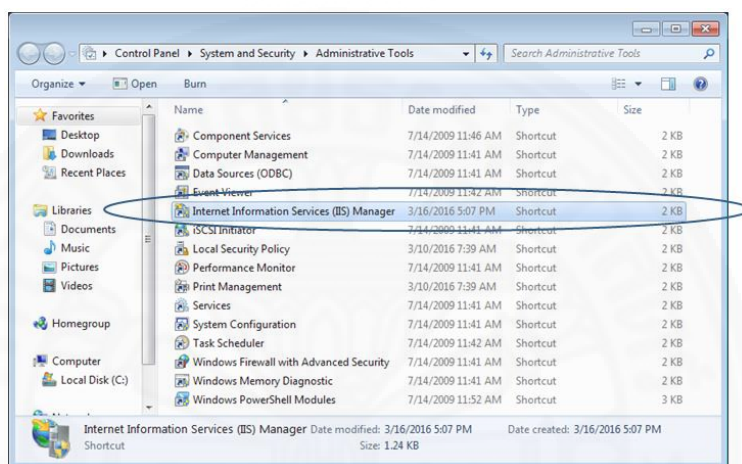 Control Panel System and Security Administrative Tools Search Administrative Tools
Organize Open Burn
Name Date modified Type Size
Favorites
Desktop
Downloads
Recent Places
Libraries
Documents
Music
Pictures
Videos
Homegroup
Computer
Local Disk (C:)
Component Services 7/14/2009 11:46 AM Shortcut 2 KB
Computer Management 7/14/2009 11:41 AM Shortcut 2 KB
Data Sources (ODBC) 7/14/2009 11:41 AM Shortcut 2 KB
Event Viewer 7/14/2009 11:42 AM Shortcut 2 KB
Internet Information Services (IIS) Manager 3/16/2016 5:07 PM Shortcut 2 KB
iSCSI Initiator 7/14/2009 11:41 AM Shortcut 2 KB
Local Security Policy 3/10/2016 7:39 AM Shortcut 2 KB
Performance Monitor 7/14/2009 11:41 AM Shortcut 2 KB
Print Management 3/10/2016 7:39 AM Shortcut 2 KB
Services 7/14/2009 11:41 AM Shortcut 2 KB
System Configuration 7/14/2009 11:41 AM Shortcut 2 KB
Task Scheduler 7/14/2009 11:42 AM Shortcut 2 KB
Windows Firewall with Advanced Security 7/14/2009 11:41 AM Shortcut 2 KB
Windows Memory Diagnostic 7/14/2009 11:41 AM Shortcut 2 KB
Windows PowerShell Modules 7/14/2009 11:52 AM Shortcut 3 KB
Internet Information Services (IIS) Manager Date modified: 3/16/2016 5:07 PM Date created: 3/16/2016 5:07 PM
Shortcut Size: 1.24 KB